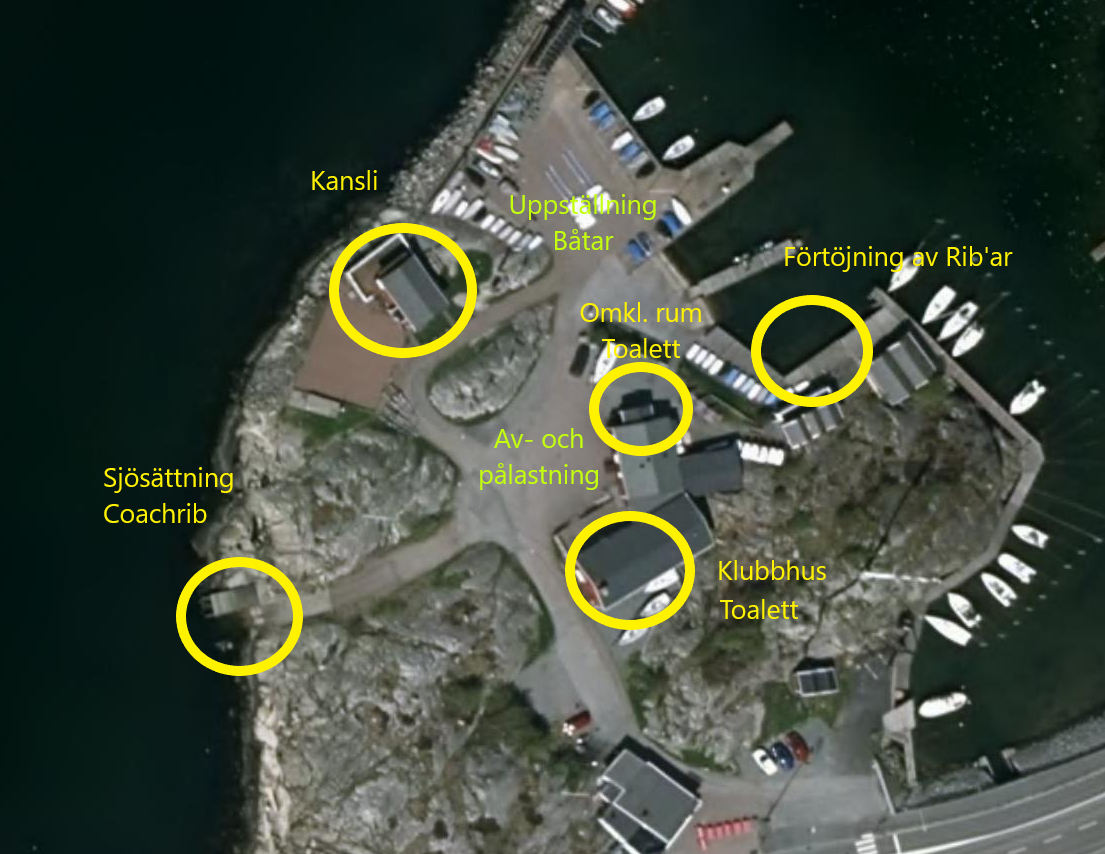 Kansli
Uppställning
Båtar
Förtöjning av Rib'ar
Omkl. rum
Toalett
Av- och
pålastning
Sjösättning
Coachrib
Klubbhus
Toalett